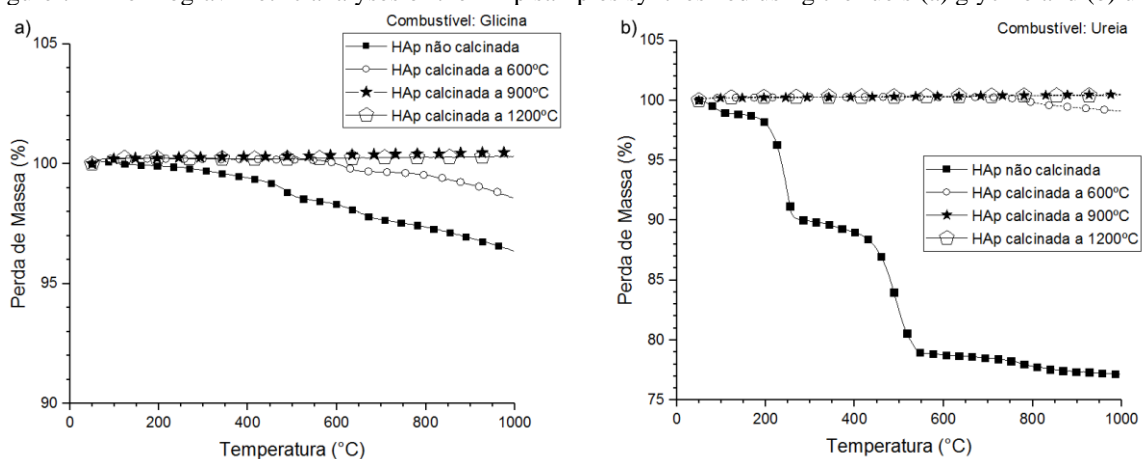 a)
Combustível: Glicina
HAp não calcinada
HAp calcinada a 600ºC
HAp calcinada a 900ºC
HAp calcinada a 1200ºC
Perda de Massa (%)
105
100
95
90
0 200 400 600 800 1000
Temperatura (°C)
b)
Combustível: Ureia
HAp não calcinada
HAp calcinada a 600ºC
HAp calcinada a 900ºC
HAp calcinada a 1200ºC
Perda de Massa (%)
105
100
95
90
85
80
75
0 200 400 600 800 1000
Temperatura (°C)